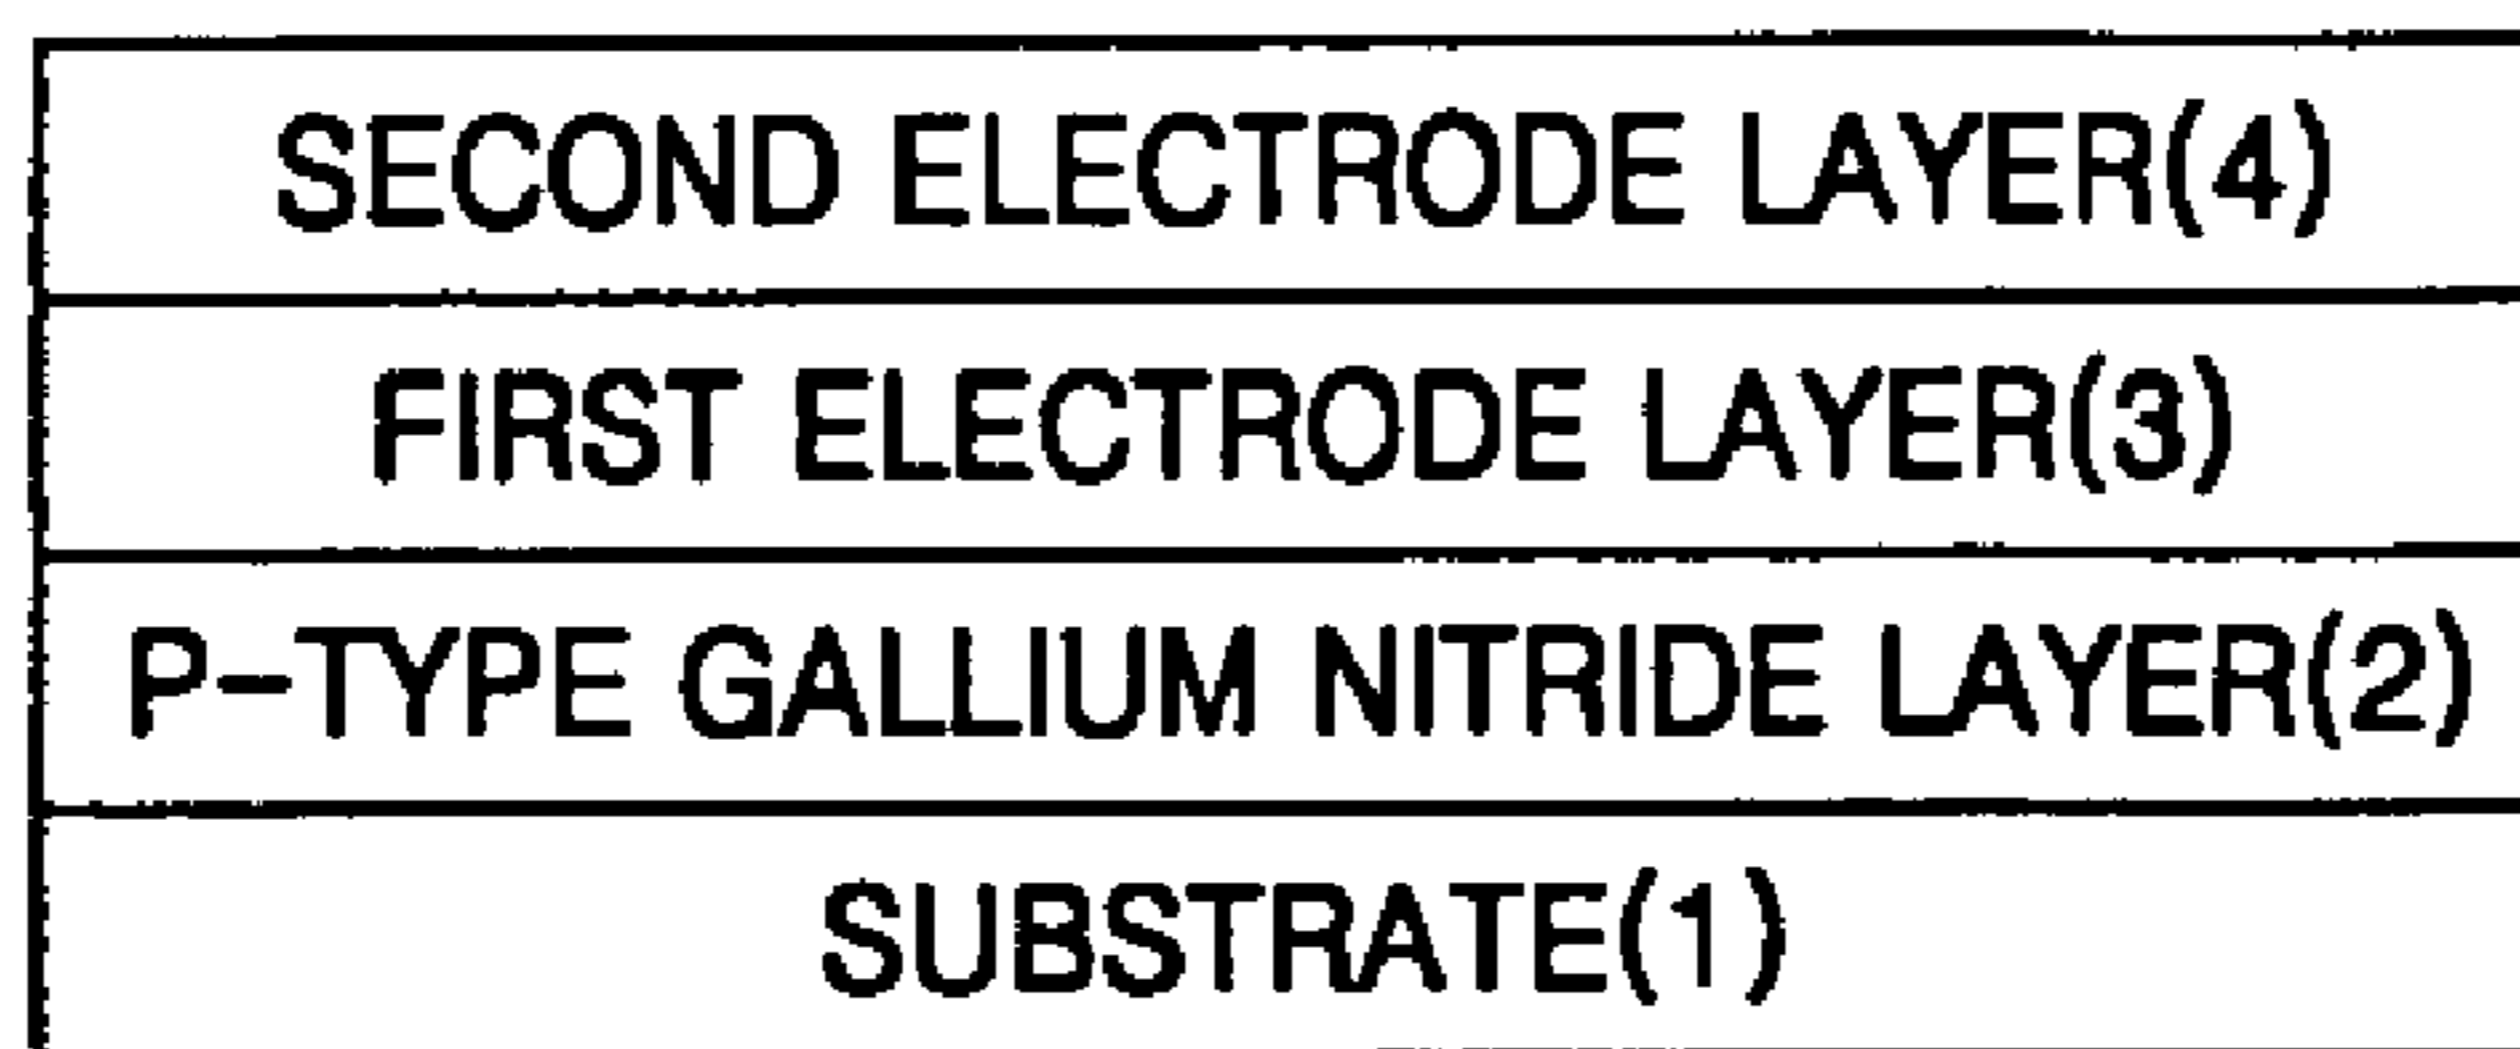 SECOND ELECTRODE LAYER(4)
FIRST ELECTRODE LAYER(3)
P-TYPE GALLIUM NITRIDE LAYER(2)
SUBSTRATE(1)